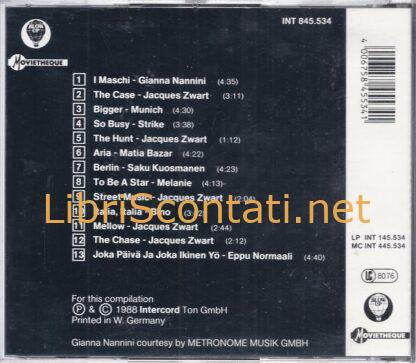 INT 845.534
BLOW UP
MOVIETHEQUE
4 006758 455341
1 I Maschi - Gianna Nannini (4:35)
2 The Case - Jacques Zwart (3:11)
3 Bigger - Munich (4:30)
4 So Busy - Strike (3:38)
5 The Hunt - Jacques Zwart (1:12)
6 Aria - Matia Bazar (4:22)
7 Berlin - Saku Kuosmanen (4:23)
8 To Be A Star - Melanie (4:13)
9 Street Music - Jacques Zwart (2:04)
LibriScontati.net
10 Italia, Italia - Bino
11 Mellow - Jacques Zwart (2:44)
12 The Chase - Jacques Zwart (2:12)
13 Joka Päivä Ja Joka Ikinen Yö - Eppu Normaali (4:40)
LP INT 145.534
MC INT 445.534
LC 8076
For this compilation
Ⓟ & © 1988 Intercord Ton GmbH
Printed in W. Germany
Gianna Nannini courtesy by METRONOME MUSIK GMBH
MOVIETHEQUE